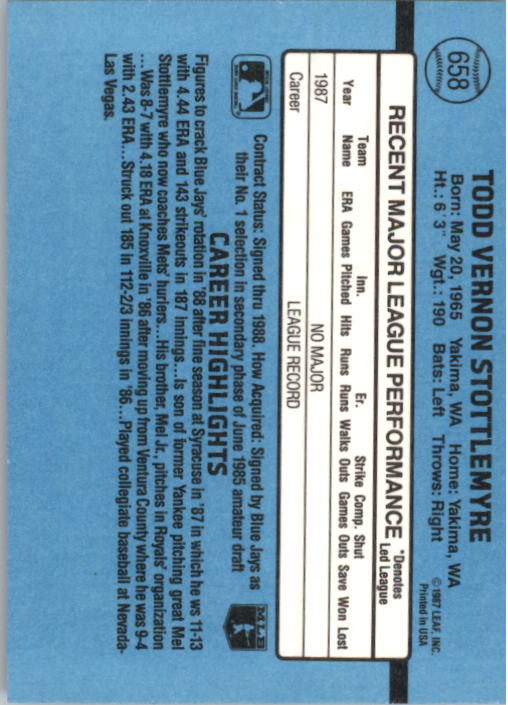 658
TODD VERNON STOTTLEMYRE
Born: May 20, 1965 Yakima, WA Home: Yakima, WA
Ht.: 6' 3" Wgt.: 190 Bats: Left Throws: Right
© 1987 LEAF, INC.
Printed in USA
RECENT MAJOR LEAGUE PERFORMANCE *Denotes
Led League
Team Inn. Er. Strike Comp. Shut
Year Name ERA Games Pitched Hits Runs Runs Walks Outs Games Outs Save Won Lost
1987 NO MAJOR
Career LEAGUE RECORD
Contract Status: Signed thru 1988. How Acquired: Signed by Blue Jays as
their No. 1 selection in secondary phase of June 1985 amateur draft
CAREER HIGHLIGHTS
MLB
Figures to crack Blue Jays' rotation in '88 after fine season at Syracuse in '87 in which he ws 11-13
with 4.44 ERA and 143 strikeouts in 187 innings...Is son of former Yankee pitching great Mel
Stottlemyre who now coaches Mets' hurlers...His brother, Mel Jr., pitches in Royals' organization
...Was 8-7 with 4.18 ERA at Knoxville in '86 after moving up from Ventura County where he was 9-4
with 2.43 ERA...Struck out 185 in 112-2/3 innings in '86...Played collegiate baseball at Nevada-
Las Vegas.